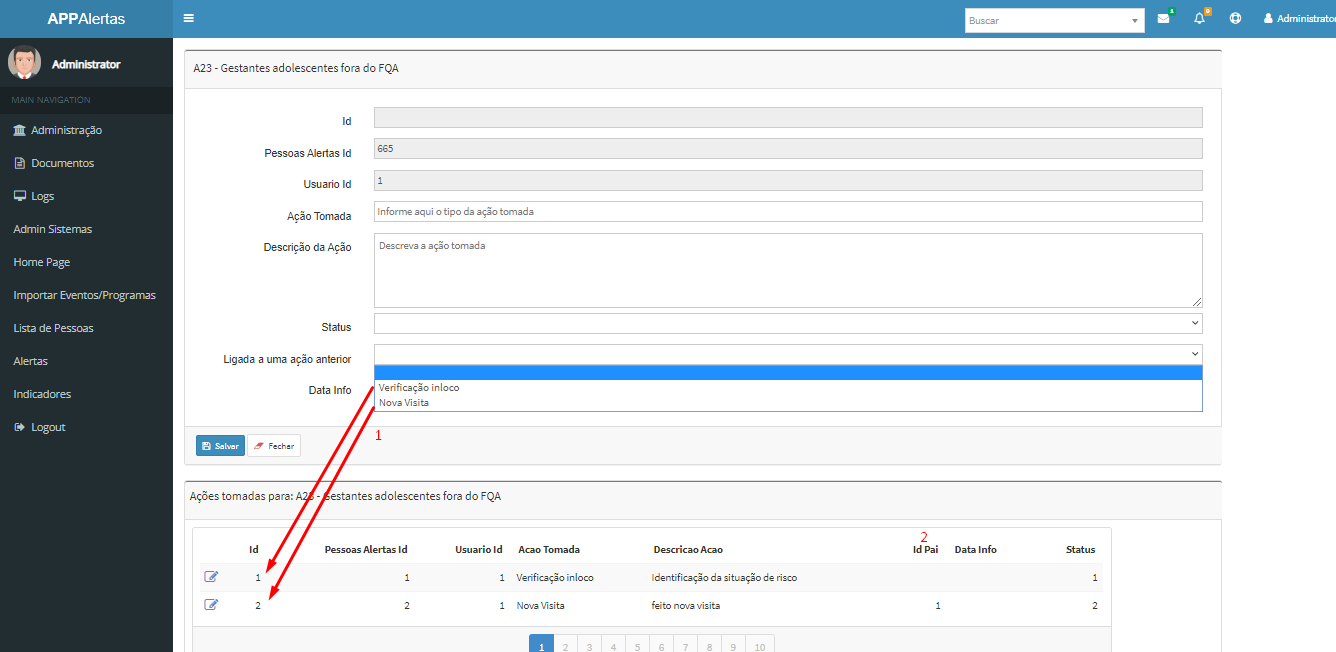 APPAlertas
Buscar
1
0
Administrator
Administrator
MAIN NAVIGATION
Administração
Documentos
Logs
Admin Sistemas
Home Page
Importar Eventos/Programas
Lista de Pessoas
Alertas
Indicadores
Logout
A23 - Gestantes adolescentes fora do FQA
Id
Pessoas Alertas Id 665
Usuario Id 1
Ação Tomada Informe aqui o tipo da ação tomada
Descrição da Ação Descreva a ação tomada
Status
Ligada a uma ação anterior
Data Info
Verificação inloco
Nova Visita
1
Salvar Fechar
Ações tomadas para: A23 - Gestantes adolescentes fora do FQA
2
Id Pessoas Alertas Id Usuario Id Acao Tomada Descricao Acao Id Pai Data Info Status
1 1 1 Verificação inloco Identificação da situação de risco 1
2 2 1 Nova Visita feito nova visita 1 2
1 2 3 4 5 6 7 8 9 10